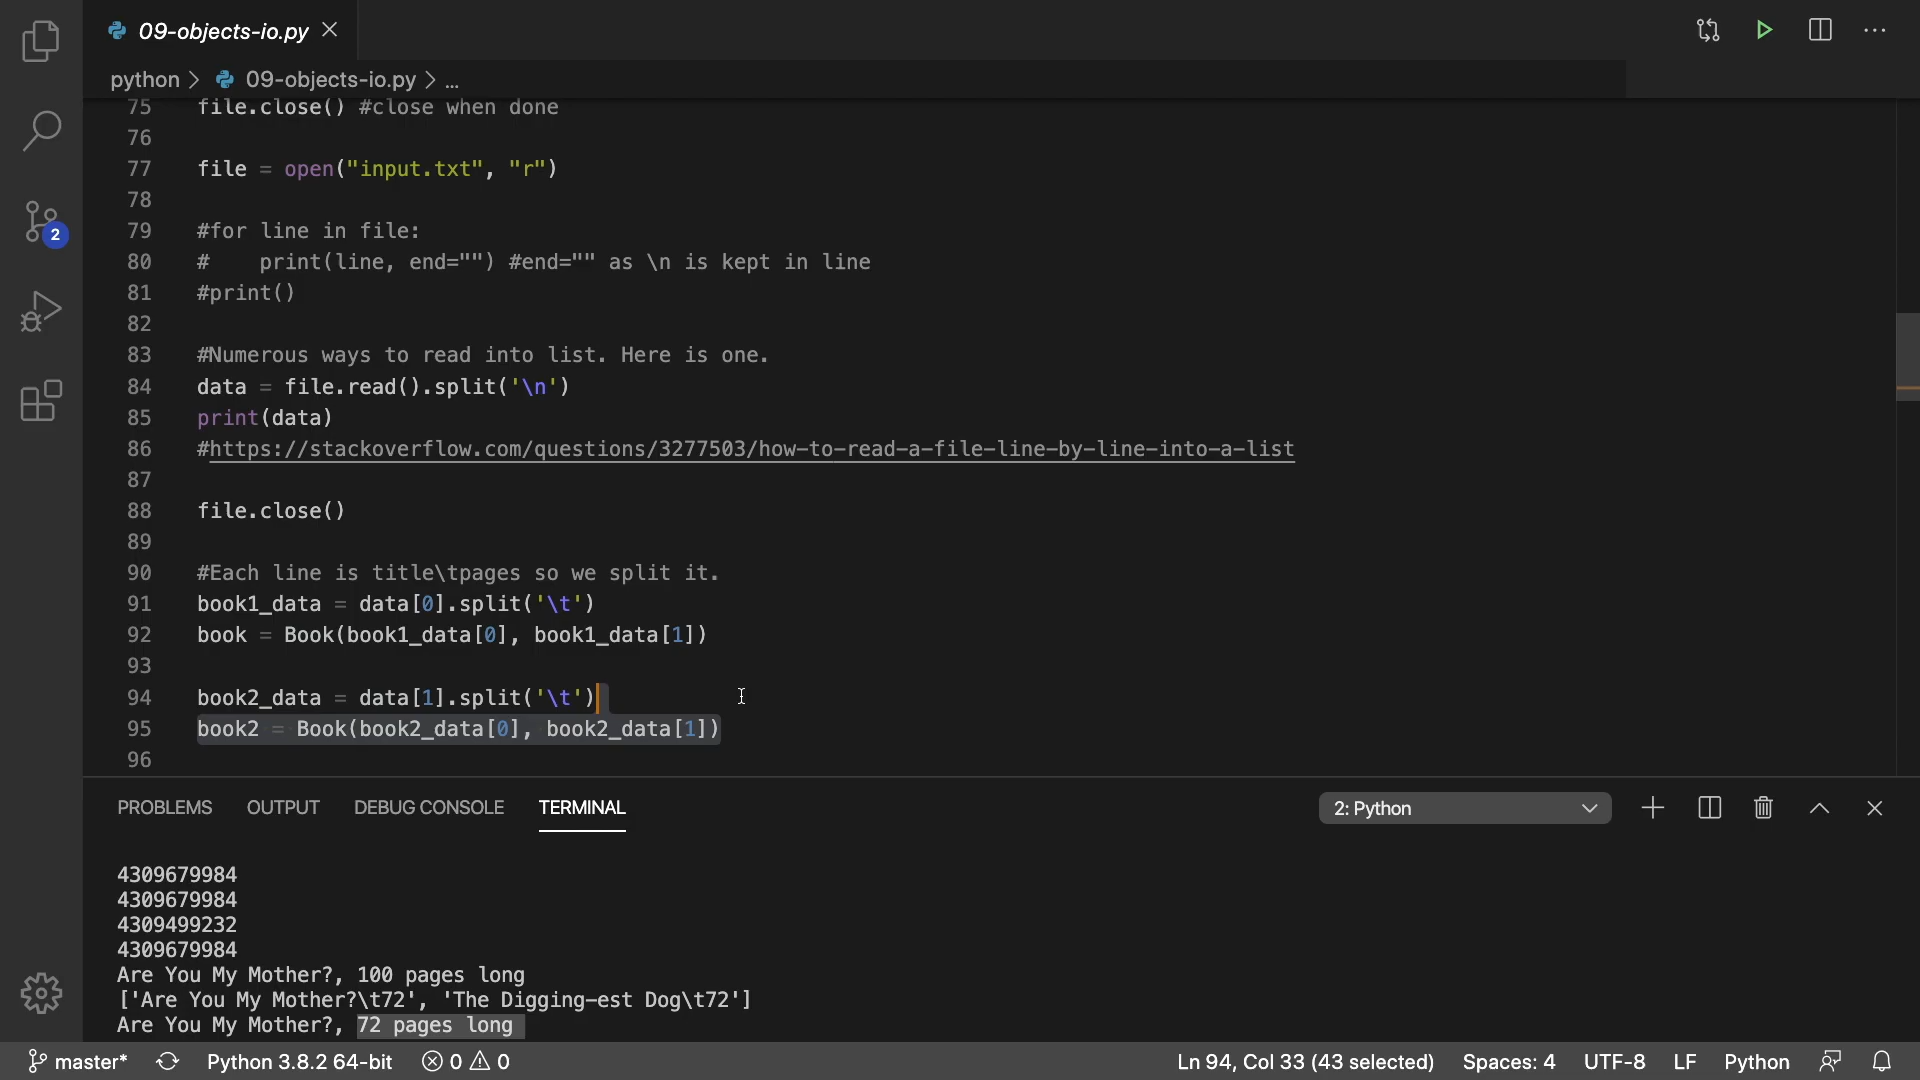 09-objects-io.py
python > 09-objects-io.py > ...
75 file.close() #close when done
76
77 file = open("input.txt", "r")
78
79 #for line in file:
80 #    print(line, end="") #end="" as \n is kept in line
81 #print()
82
83 #Numerous ways to read into list. Here is one.
84 data = file.read().split('\n')
85 print(data)
86 #https://stackoverflow.com/questions/3277503/how-to-read-a-file-line-by-line-into-a-list
87
88 file.close()
89
90 #Each line is title\tpages so we split it.
91 book1_data = data[0].split('\t')
92 book = Book(book1_data[0], book1_data[1])
93
94 book2_data = data[1].split('\t')
95 book2 = Book(book2_data[0], book2_data[1])
96
2
PROBLEMS OUTPUT DEBUG CONSOLE TERMINAL 2: Python
4309679984
4309679984
4309499232
4309679984
Are You My Mother?, 100 pages long
['Are You My Mother?\t72', 'The Digging-est Dog\t72']
Are You My Mother?, 72 pages long
master* Python 3.8.2 64-bit 0 0 Ln 94, Col 33 (43 selected) Spaces: 4 UTF-8 LF Python